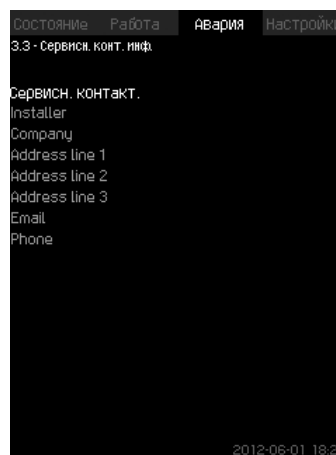 Состояние Работа Авария Настройки
3.3 - Сервисн. конт. инф.
Сервисн. контакт.
Installer
Company
Address line 1
Address line 2
Address line 3
Email
Phone
2012-06-01